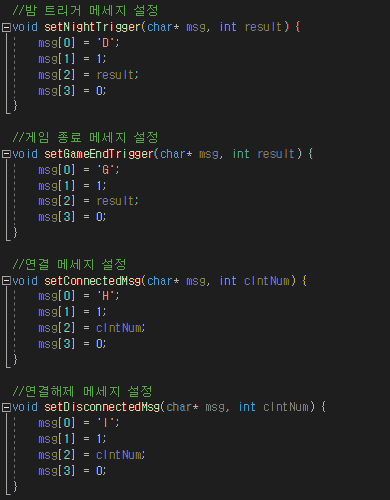 //밤 트리거 메세지 설정
void setNightTrigger(char* msg, int result) {
msg[0] = 'D';
msg[1] = 1;
msg[2] = result;
msg[3] = 0;
}
//게임 종료 메세지 설정
void setGameEndTrigger(char* msg, int result) {
msg[0] = 'G';
msg[1] = 1;
msg[2] = result;
msg[3] = 0;
}
//연결 메세지 설정
void setConnectedMsg(char* msg, int clntNum) {
msg[0] = 'H';
msg[1] = 1;
msg[2] = clntNum;
msg[3] = 0;
}
//연결해제 메세지 설정
void setDisconnectedMsg(char* msg, int clntNum) {
msg[0] = 'I';
msg[1] = 1;
msg[2] = clntNum;
msg[3] = 0;
}